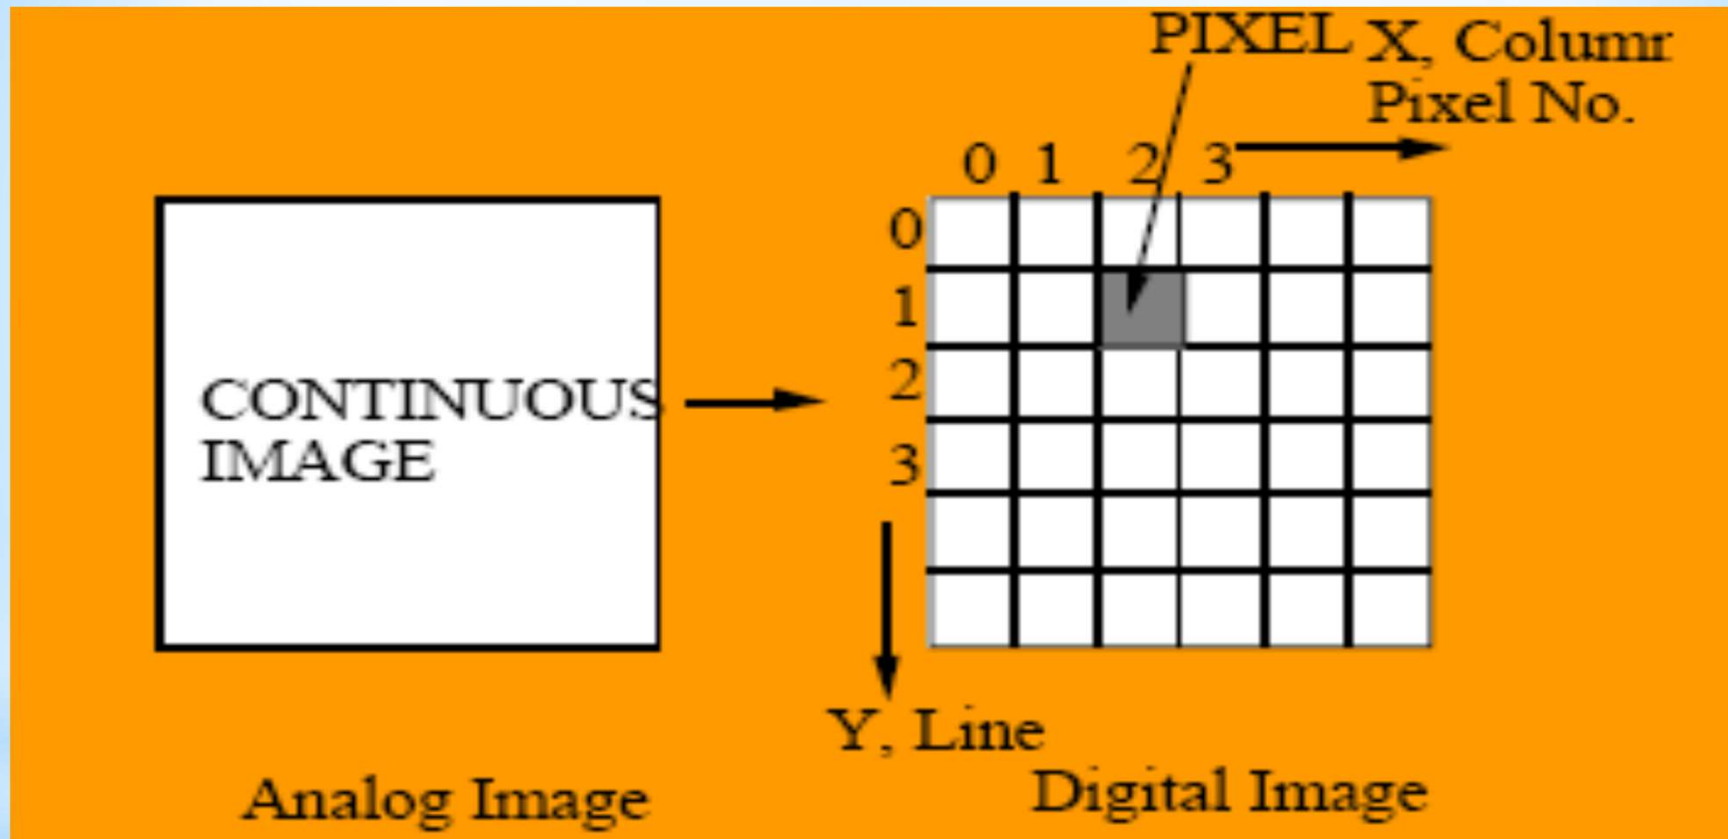 PIXEL
X, Columr
Pixel No.
0 1 2 3
0
1
2
3
CONTINUOUS
IMAGE
Y, Line
Analog Image
Digital Image